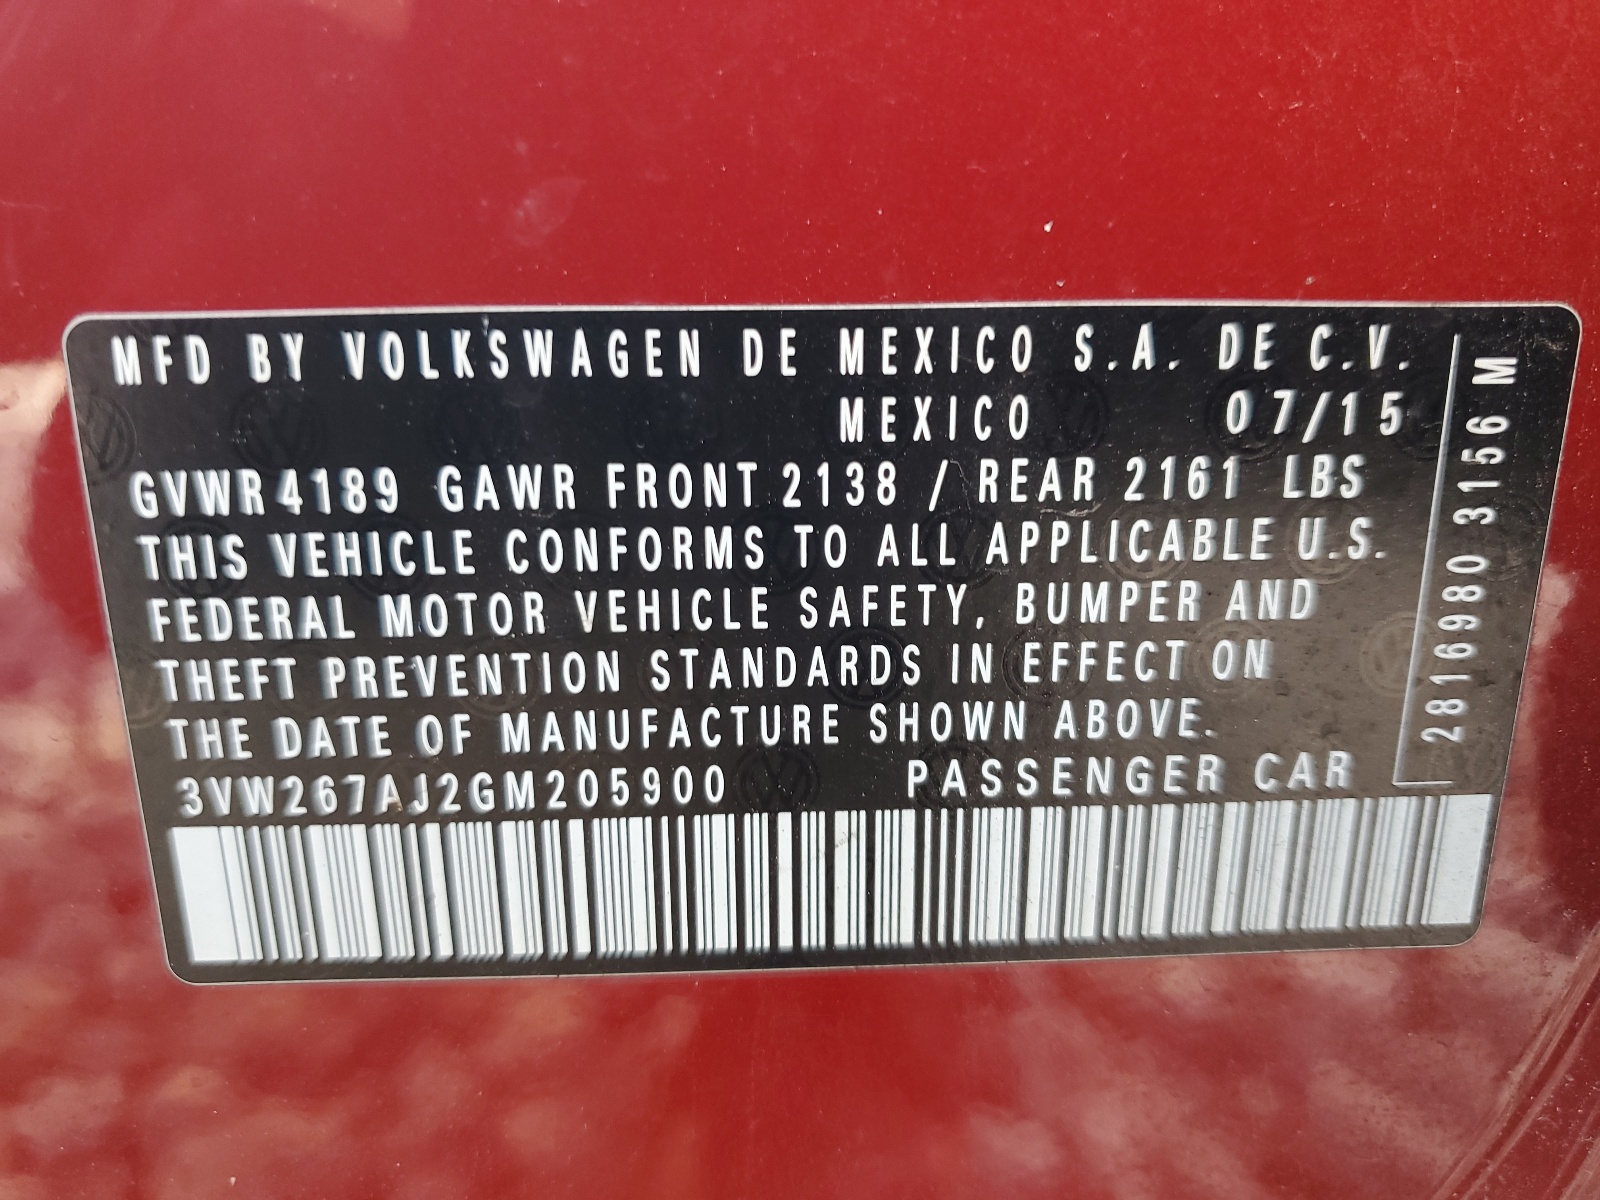 MFD BY VOLKSWAGEN DE MEXICO S.A. DE C.V.
MEXICO 07/15
GVWR 4189 GAWR FRONT 2138 / REAR 2161 LBS
THIS VEHICLE CONFORMS TO ALL APPLICABLE U.S.
FEDERAL MOTOR VEHICLE SAFETY, BUMPER AND
THEFT PREVENTION STANDARDS IN EFFECT ON
THE DATE OF MANUFACTURE SHOWN ABOVE.
3VW267AJ2GM205900 PASSENGER CAR
2816980 3156 M